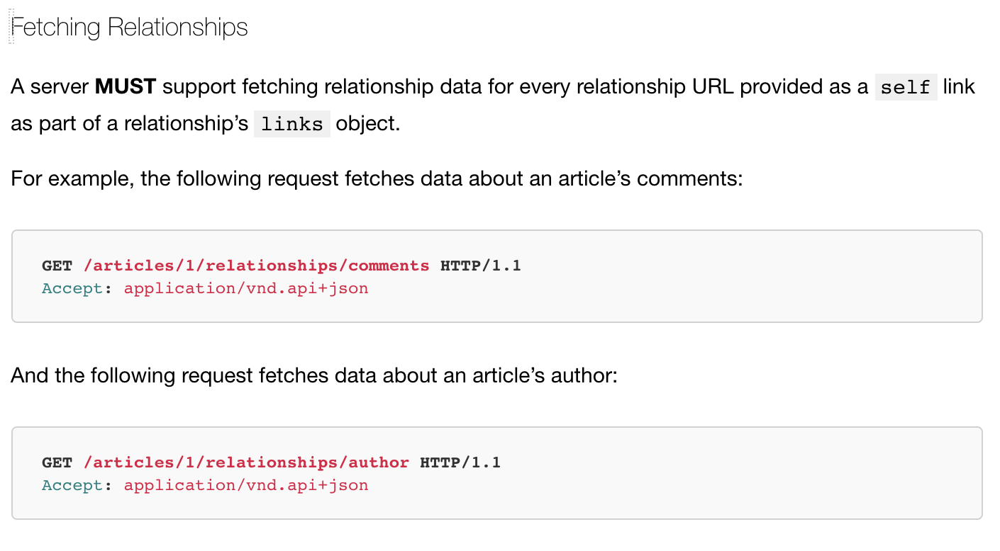 Fetching Relationships
A server MUST support fetching relationship data for every relationship URL provided as a self link
as part of a relationship’s links object.
For example, the following request fetches data about an article’s comments:
GET /articles/1/relationships/comments HTTP/1.1
Accept: application/vnd.api+json
And the following request fetches data about an article’s author:
GET /articles/1/relationships/author HTTP/1.1
Accept: application/vnd.api+json